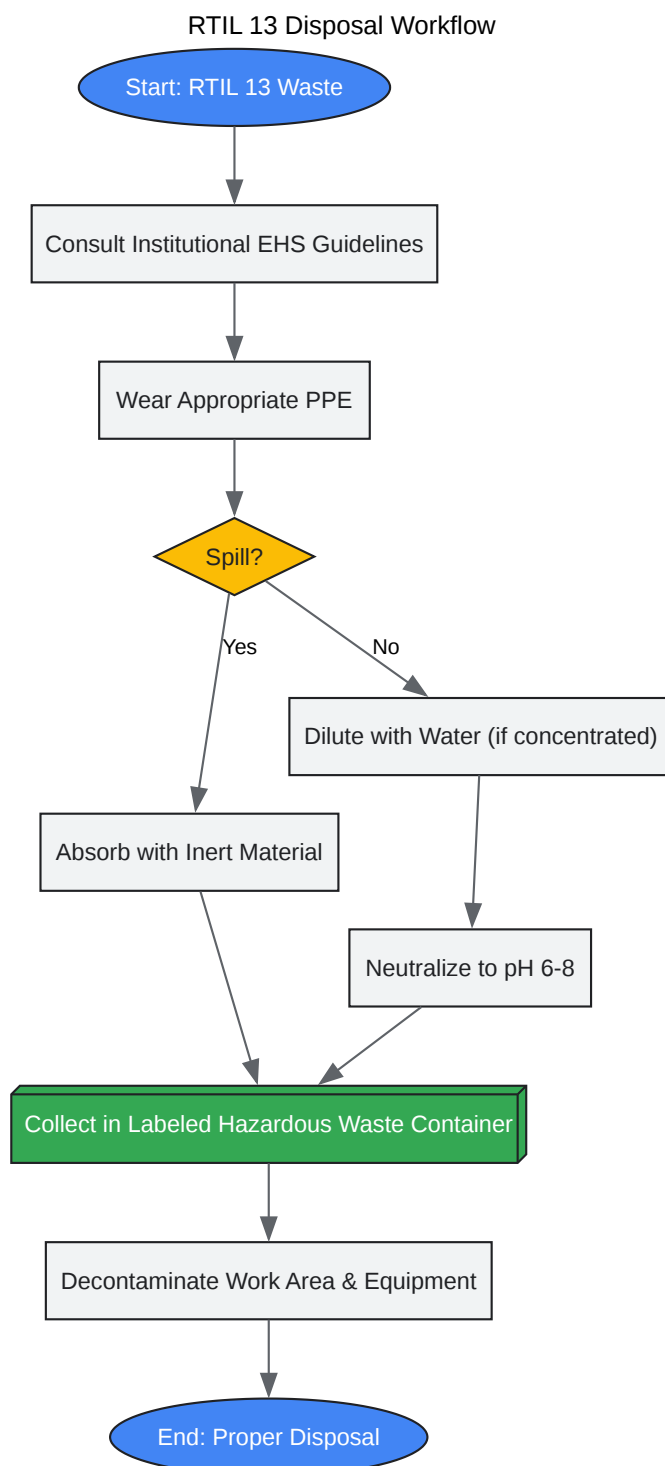 RTIL 13 Disposal Workflow
Start: RTIL 13 Waste
Consult Institutional EHS Guidelines
Wear Appropriate PPE
Spill?
Yes
No
Dilute with Water (if concentrated)
Absorb with Inert Material
Neutralize to pH 6-8
Collect in Labeled Hazardous Waste Container
Decontaminate Work Area & Equipment
End: Proper Disposal